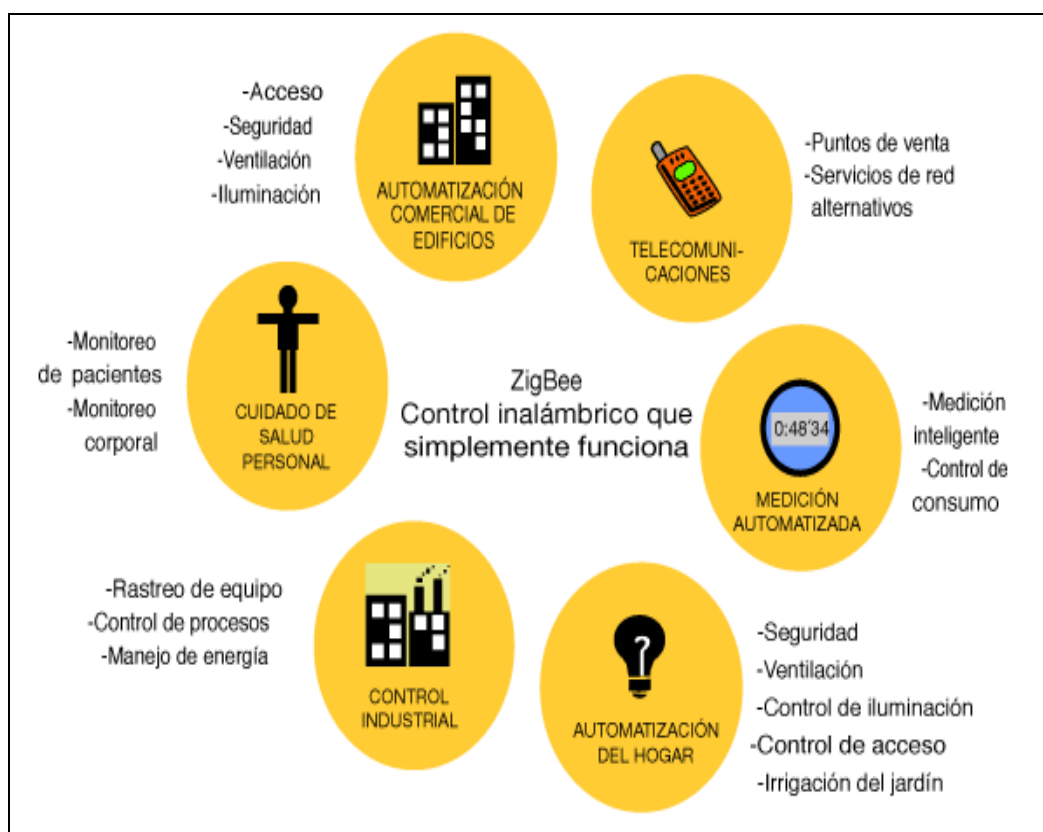 -Acceso
-Seguridad
-Ventilación
-Iluminación
AUTOMATIZACIÓN
COMERCIAL DE
EDIFICIOS
TELECOMUNI-
CACIONES
-Puntos de venta
-Servicios de red
alternativos
-Monitoreo
de pacientes
-Monitoreo
corporal
CUIDADO DE
SALUD
PERSONAL
ZigBee
Control inalámbrico que
simplemente funciona
0:48'34
MEDICIÓN
AUTOMATIZADA
-Medición
inteligente
-Control de
consumo
-Rastreo de equipo
-Control de procesos
-Manejo de energía
CONTROL
INDUSTRIAL
?
AUTOMATIZACIÓN
DEL HOGAR
-Seguridad
-Ventilación
-Control de iluminación
-Control de acceso
-Irrigación del jardín